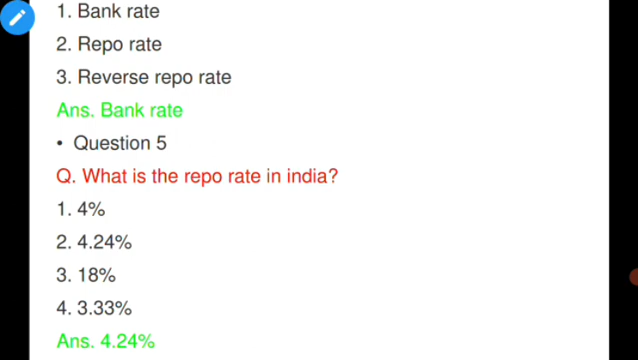 1. Bank rate
2. Repo rate
3. Reverse repo rate
Ans. Bank rate
• Question 5
Q. What is the repo rate in india?
1. 4%
2. 4.24%
3. 18%
4. 3.33%
Ans. 4.24%